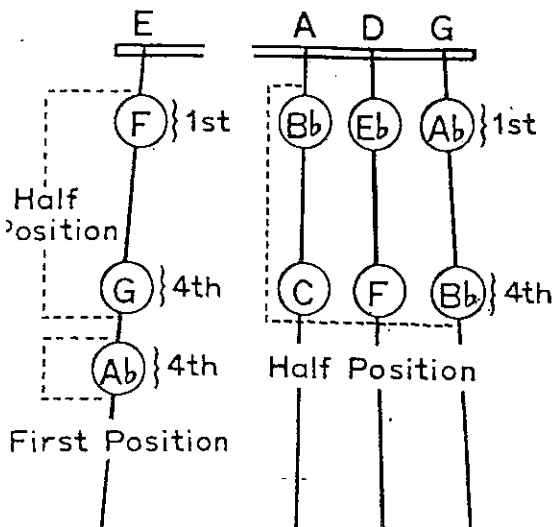 E A D G
F }1st Bb Eb Ab }1st
Half
Position
G }4th C F Bb }4th
Ab }4th Half Position
First Position